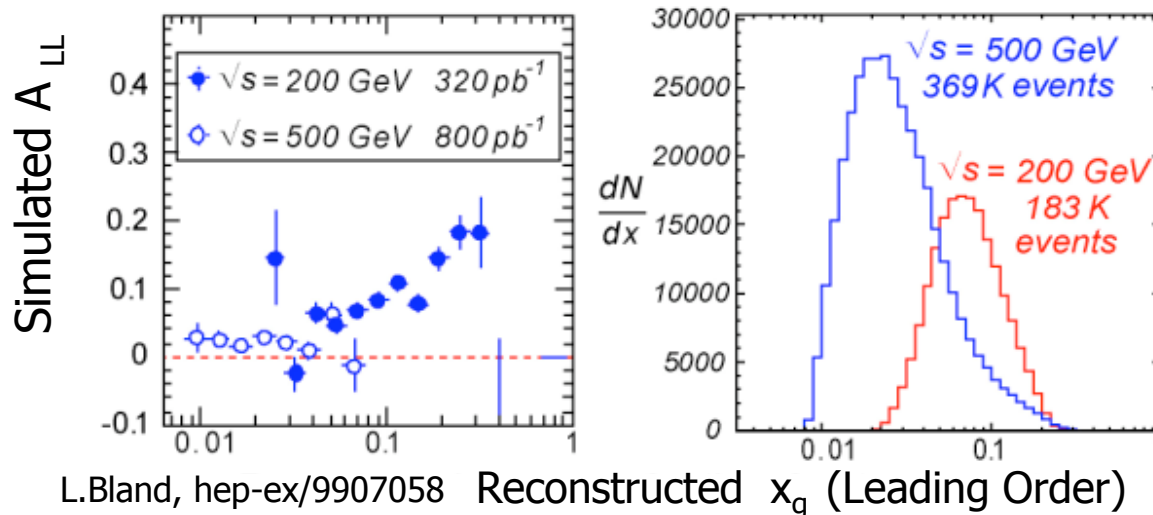 Simulated A LL
0.4
0.3
0.2
0.1
0
-0.1
0.01
0.1
1
√s = 200 GeV 320 pb-1
√s = 500 GeV 800 pb-1
30000
25000
20000
15000
10000
5000
0
dN
dx
0.01
0.1
√s = 500 GeV
369K events
√s = 200 GeV
183 K
events
L.Bland, hep-ex/9907058 Reconstructed xg (Leading Order)